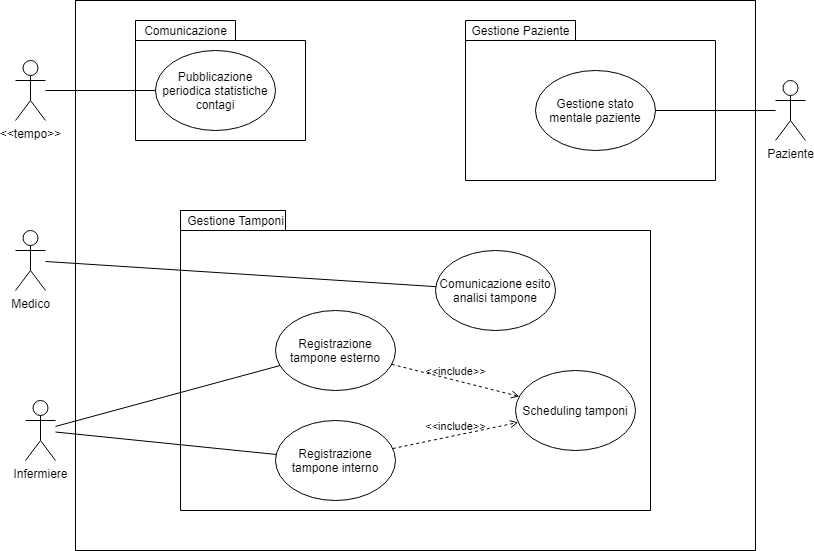 Comunicazione
Gestione Paziente
Pubblicazione
periodica statistiche
contagi
Gestione stato
mentale paziente
<<tempo>>
Paziente
Gestione Tamponi
Medico
Comunicazione esito
analisi tampone
Registrazione
tampone esterno
<<include>>
Scheduling tamponi
<<include>>
Infermiere
Registrazione
tampone interno